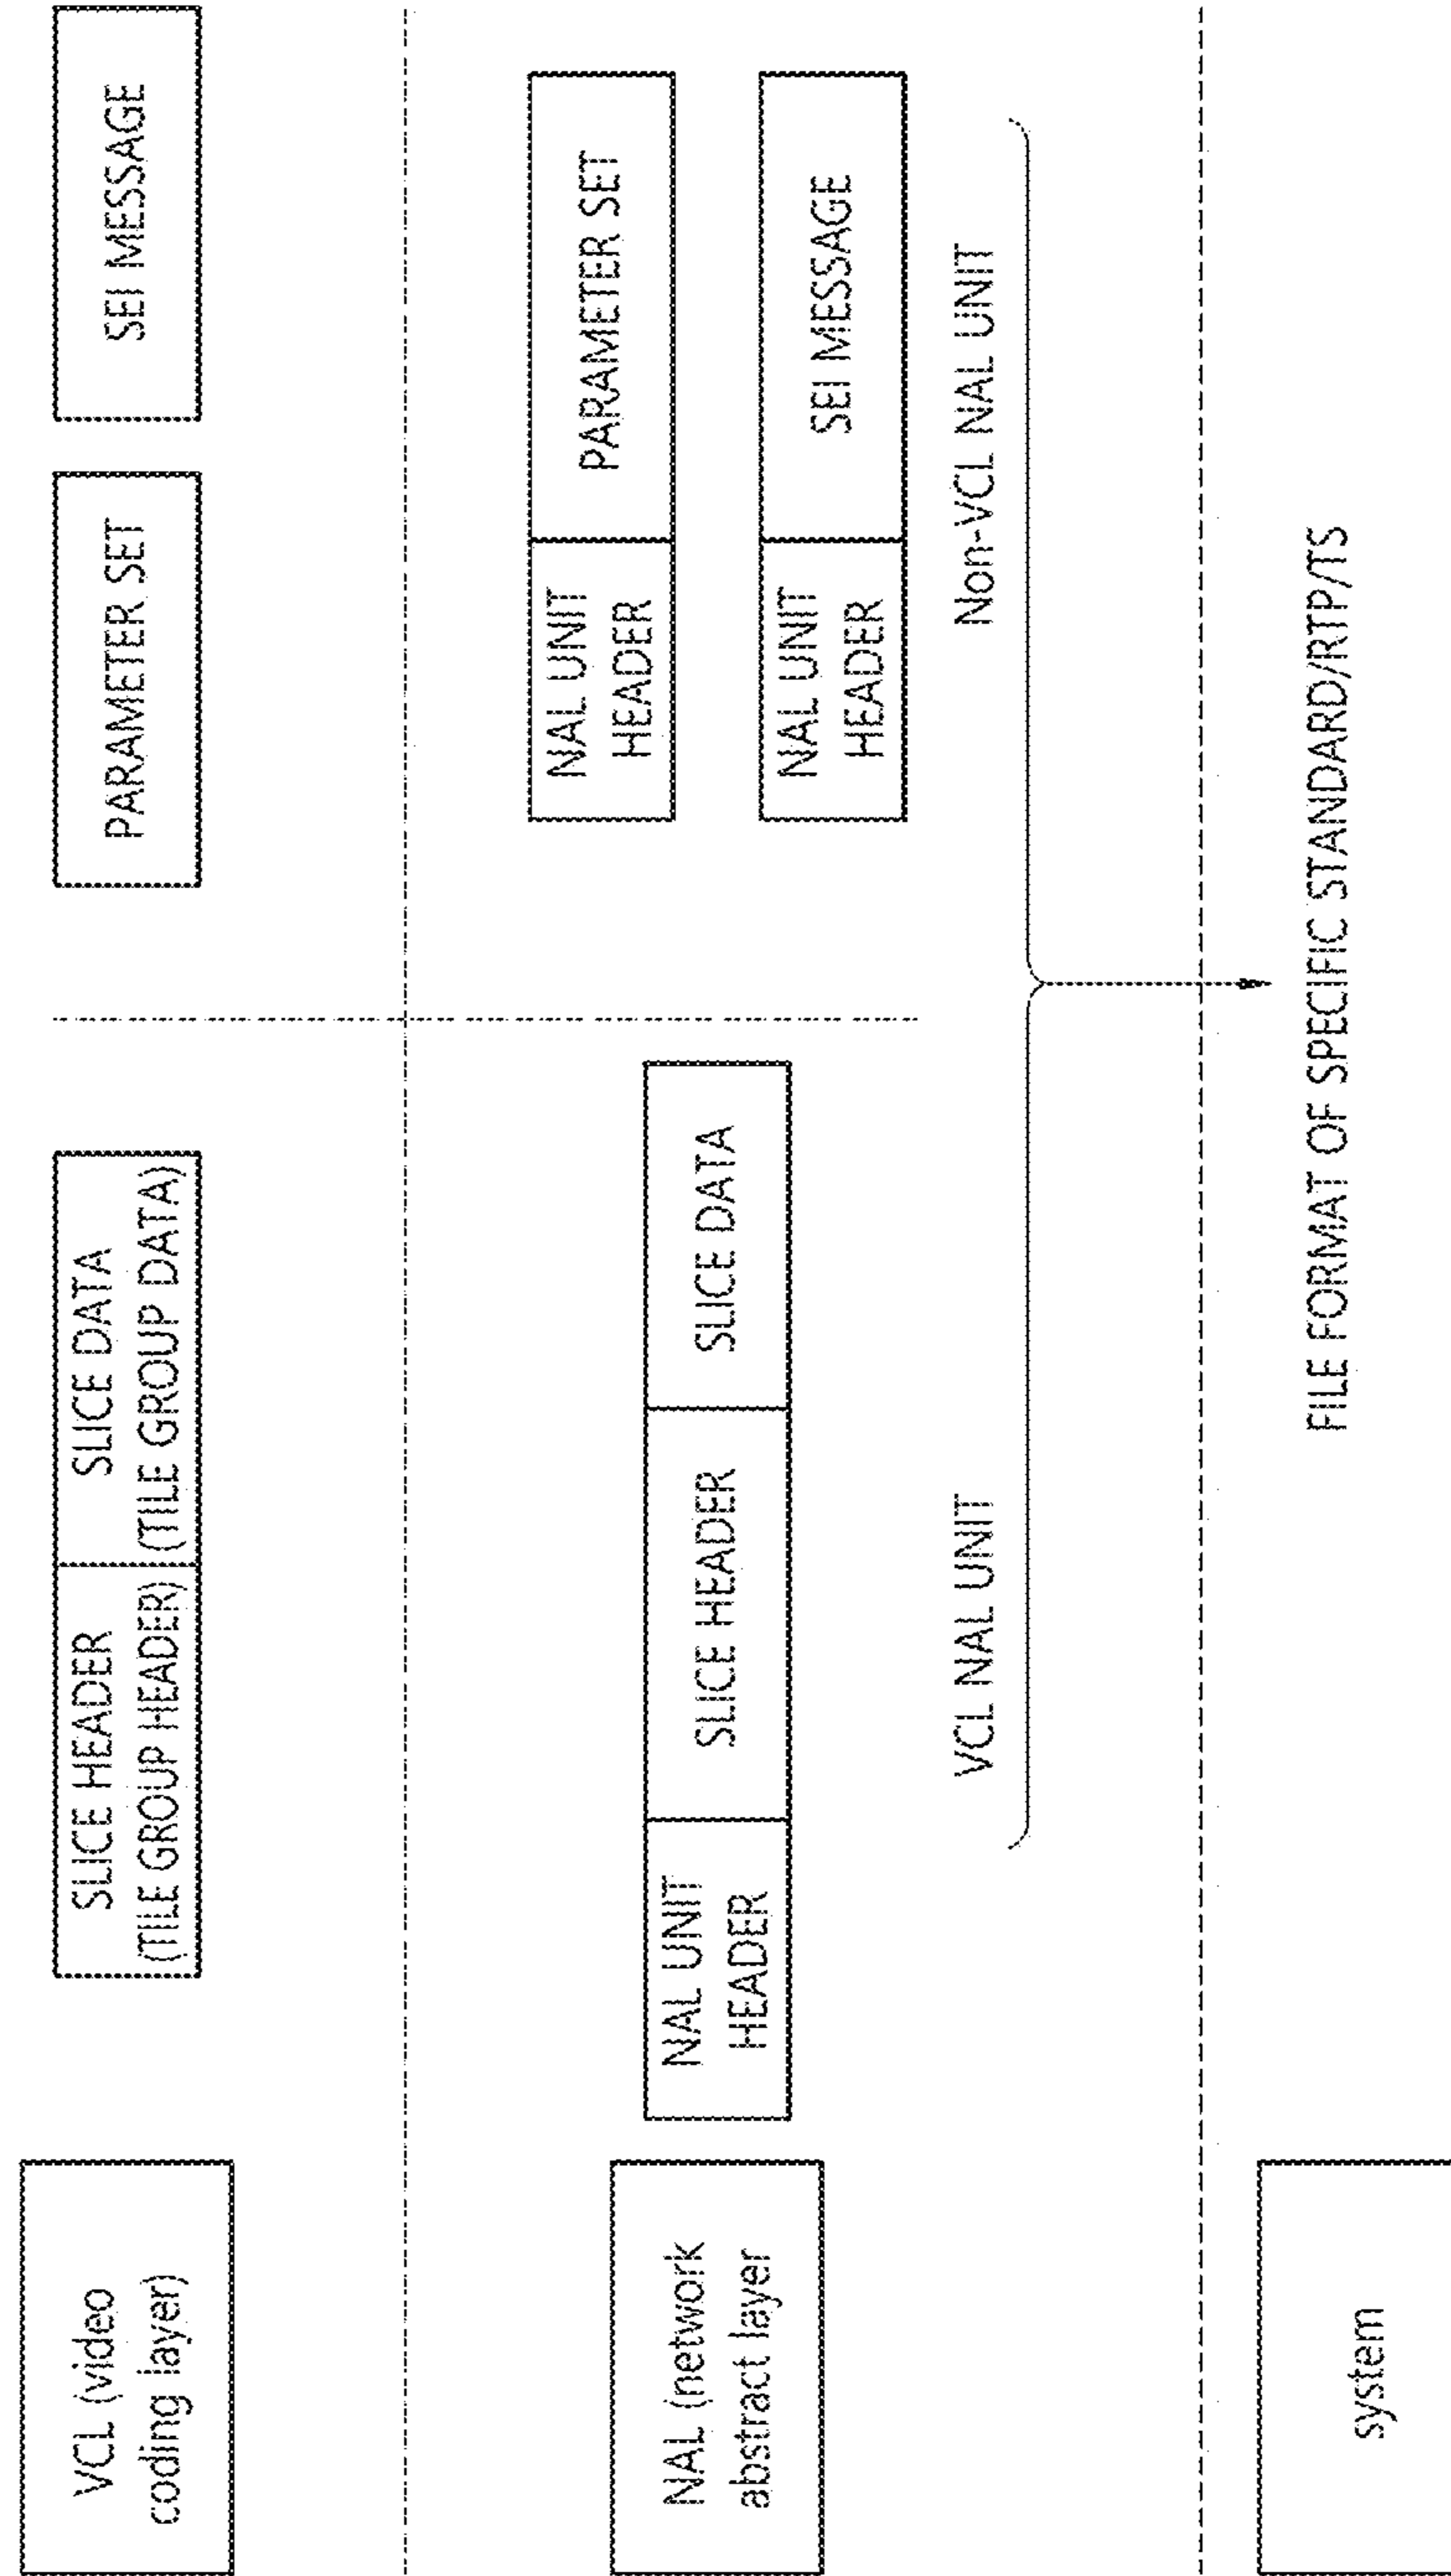 VCL (video
coding layer)
SLICE HEADER
(TILE GROUP HEADER)
SLICE DATA
(TILE GROUP DATA)
PARAMETER SET
SEI MESSAGE
NAL (network
abstract layer
NAL UNIT
HEADER
SLICE HEADER
SLICE DATA
NAL UNIT
HEADER
PARAMETER SET
NAL UNIT
HEADER
SEI MESSAGE
VCL NAL UNIT
Non-VCL NAL UNIT
system
FILE FORMAT OF SPECIFIC STANDARD/RTP/TS